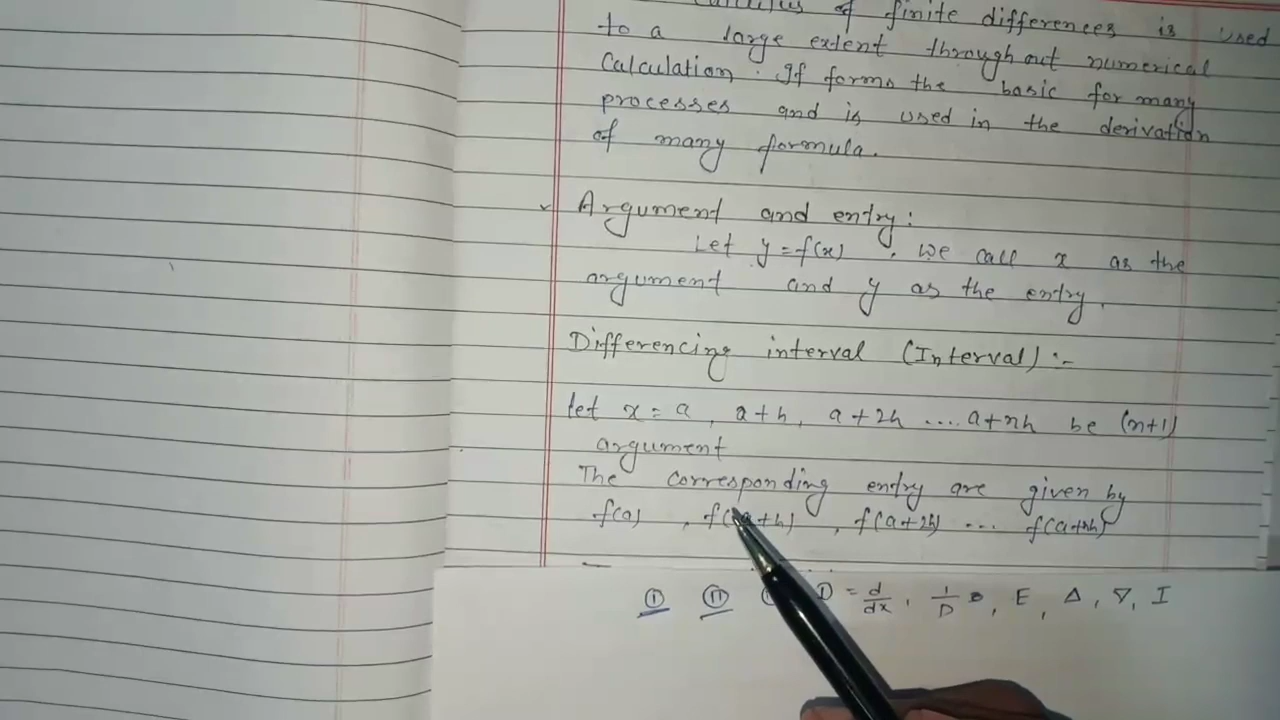 of finite differences is used
to a large extent throughout numerical
Calculation. If forms the basic for many
processes and is used in the derivation
of many formula.
Argument and entry:
Let y=f(x), we call x as the
argument and y as the entry.
Differencing interval (Interval):-
let x = a, a+h, a+2h ....a+nh be (n+1)
argument
The corresponding entry are given by
f(a), f(a+h), f(a+2h) ... f(a+nh)
① ⑪ D = d/dx, 1/D, E, Δ, ∇, I